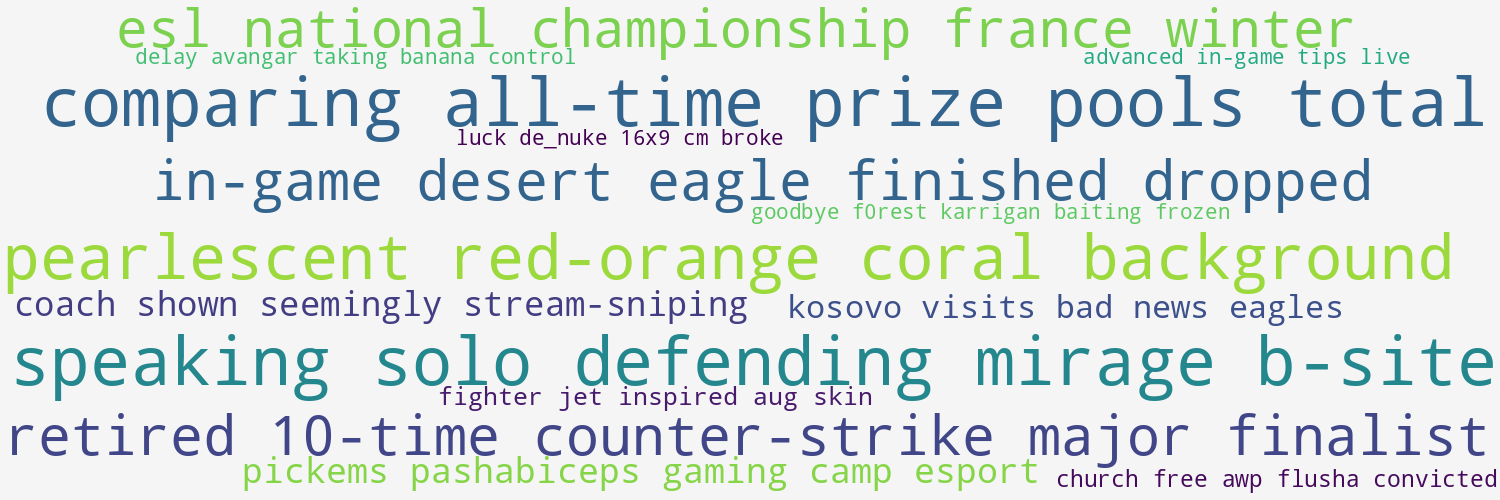 esl national championship france winter
delay avangar taking banana control
advanced in-game tips live
comparing all-time prize pools total
luck de_nuke 16x9 cm broke
in-game desert eagle finished dropped
goodbye f0rest karrigan baiting frozen
pearlescent red-orange coral background
coach shown seemingly stream-sniping
kosovo visits bad news eagles
speaking solo defending mirage b-site
fighter jet inspired aug skin
retired 10-time counter-strike major finalist
pickems pashabiceps gaming camp esport
church free awp flusha convicted